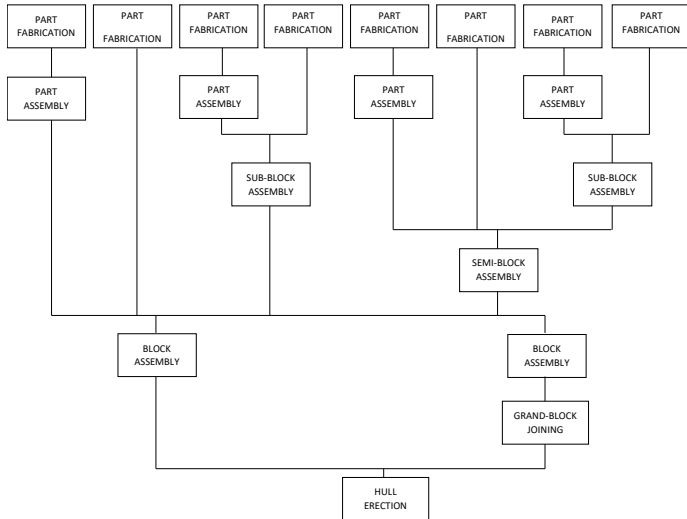 PART
FABRICATION
PART
FABRICATION
PART
FABRICATION
PART
FABRICATION
PART
FABRICATION
PART
FABRICATION
PART
FABRICATION
PART
FABRICATION
PART
ASSEMBLY
PART
ASSEMBLY
PART
ASSEMBLY
PART
ASSEMBLY
SUB-BLOCK
ASSEMBLY
SUB-BLOCK
ASSEMBLY
SEMI-BLOCK
ASSEMBLY
BLOCK
ASSEMBLY
BLOCK
ASSEMBLY
GRAND-BLOCK
JOINING
HULL
ERECTION